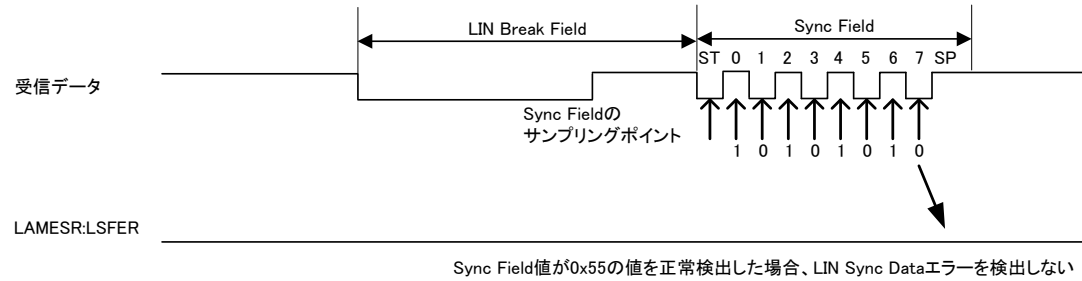 LIN Break Field
Sync Field
ST 0 1 2 3 4 5 6 7 SP
受信データ
Sync Fieldの
サンプリングポイント
1 0 1 0 1 0 1 0
LAMESR:LSFER
Sync Field値が0x55の値を正常検出した場合、LIN Sync Dataエラーを検出しない